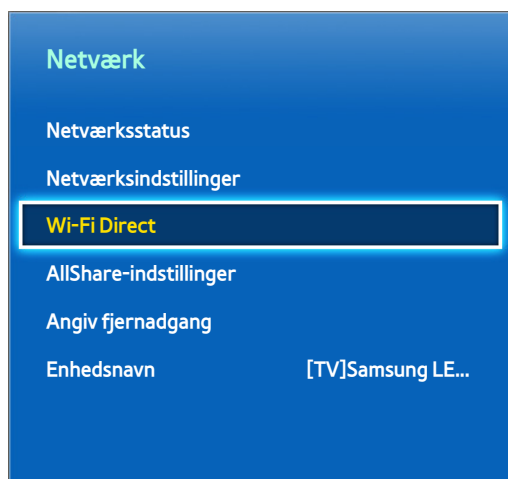 Netværk
Netværksstatus
Netværksindstillinger
Wi-Fi Direct
AllShare-indstillinger
Angiv fjernadgang
Enhedsnavn [TV]Samsung LE...